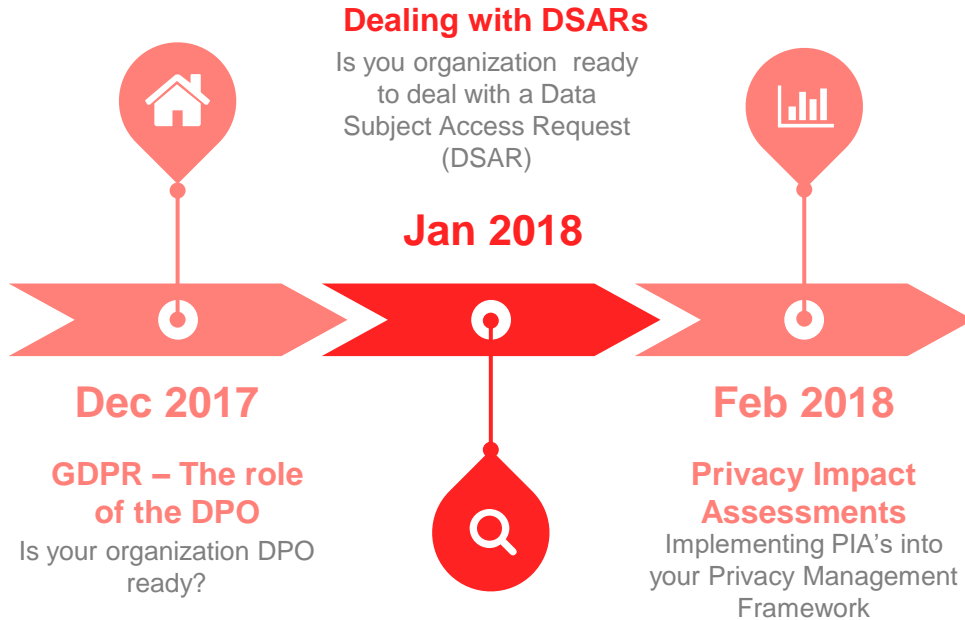 Dealing with DSARs
Is you organization ready
to deal with a Data
Subject Access Request
(DSAR)
Jan 2018
Dec 2017
GDPR – The role
of the DPO
Is your organization DPO
ready?
Feb 2018
Privacy Impact
Assessments
Implementing PIA's into
your Privacy Management
Framework